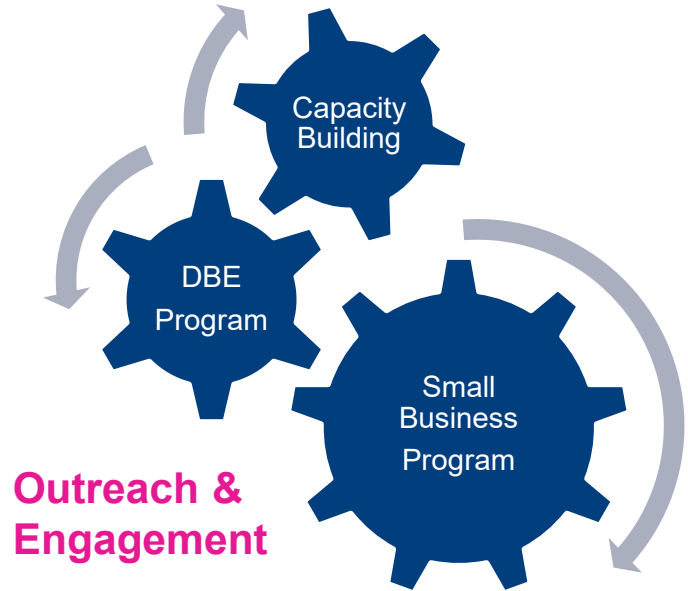 Capacity
Building
DBE
Program
Small
Business
Program
Outreach &
Engagement